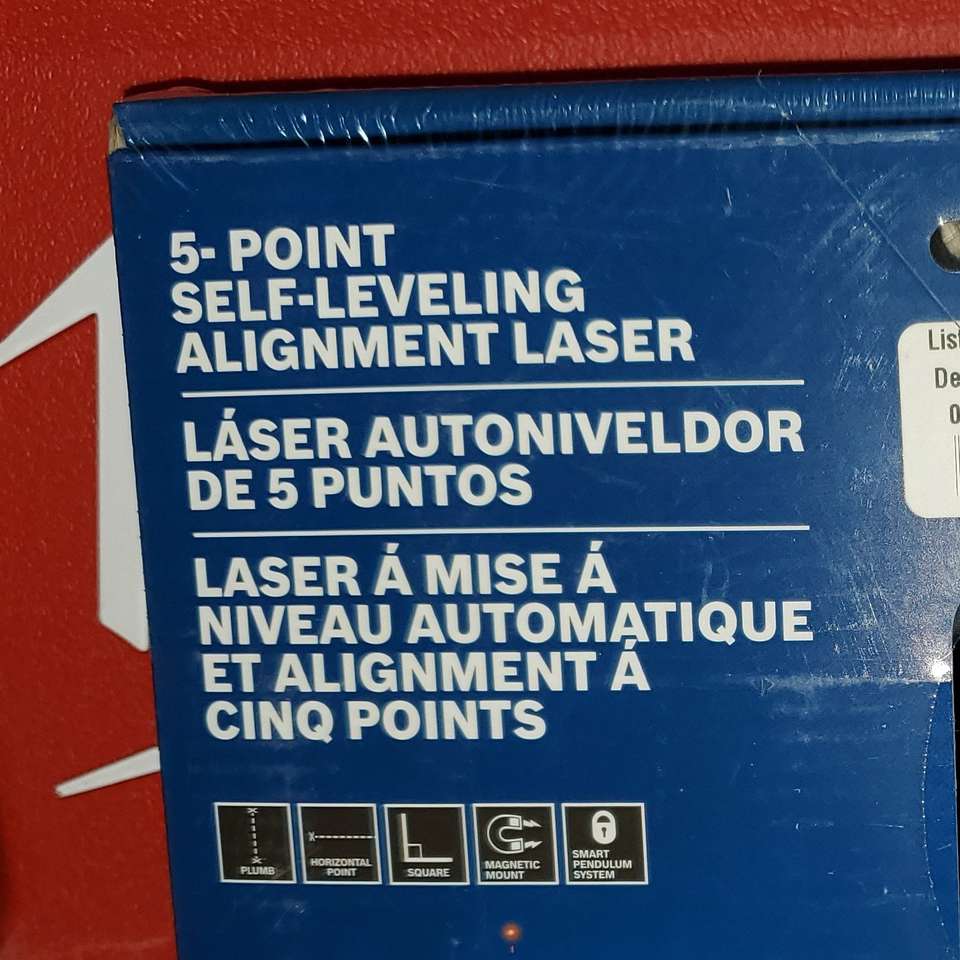 5- POINT
SELF-LEVELING
ALIGNMENT LASER
LÁSER AUTONIVELDOR
DE 5 PUNTOS
LASER Á MISE Á
NIVEAU AUTOMATIQUE
ET ALIGNMENT Á
CINQ POINTS
PLUMB
HORIZONTAL
POINT
SQUARE
MAGNETIC
MOUNT
SMART
PENDULUM
SYSTEM